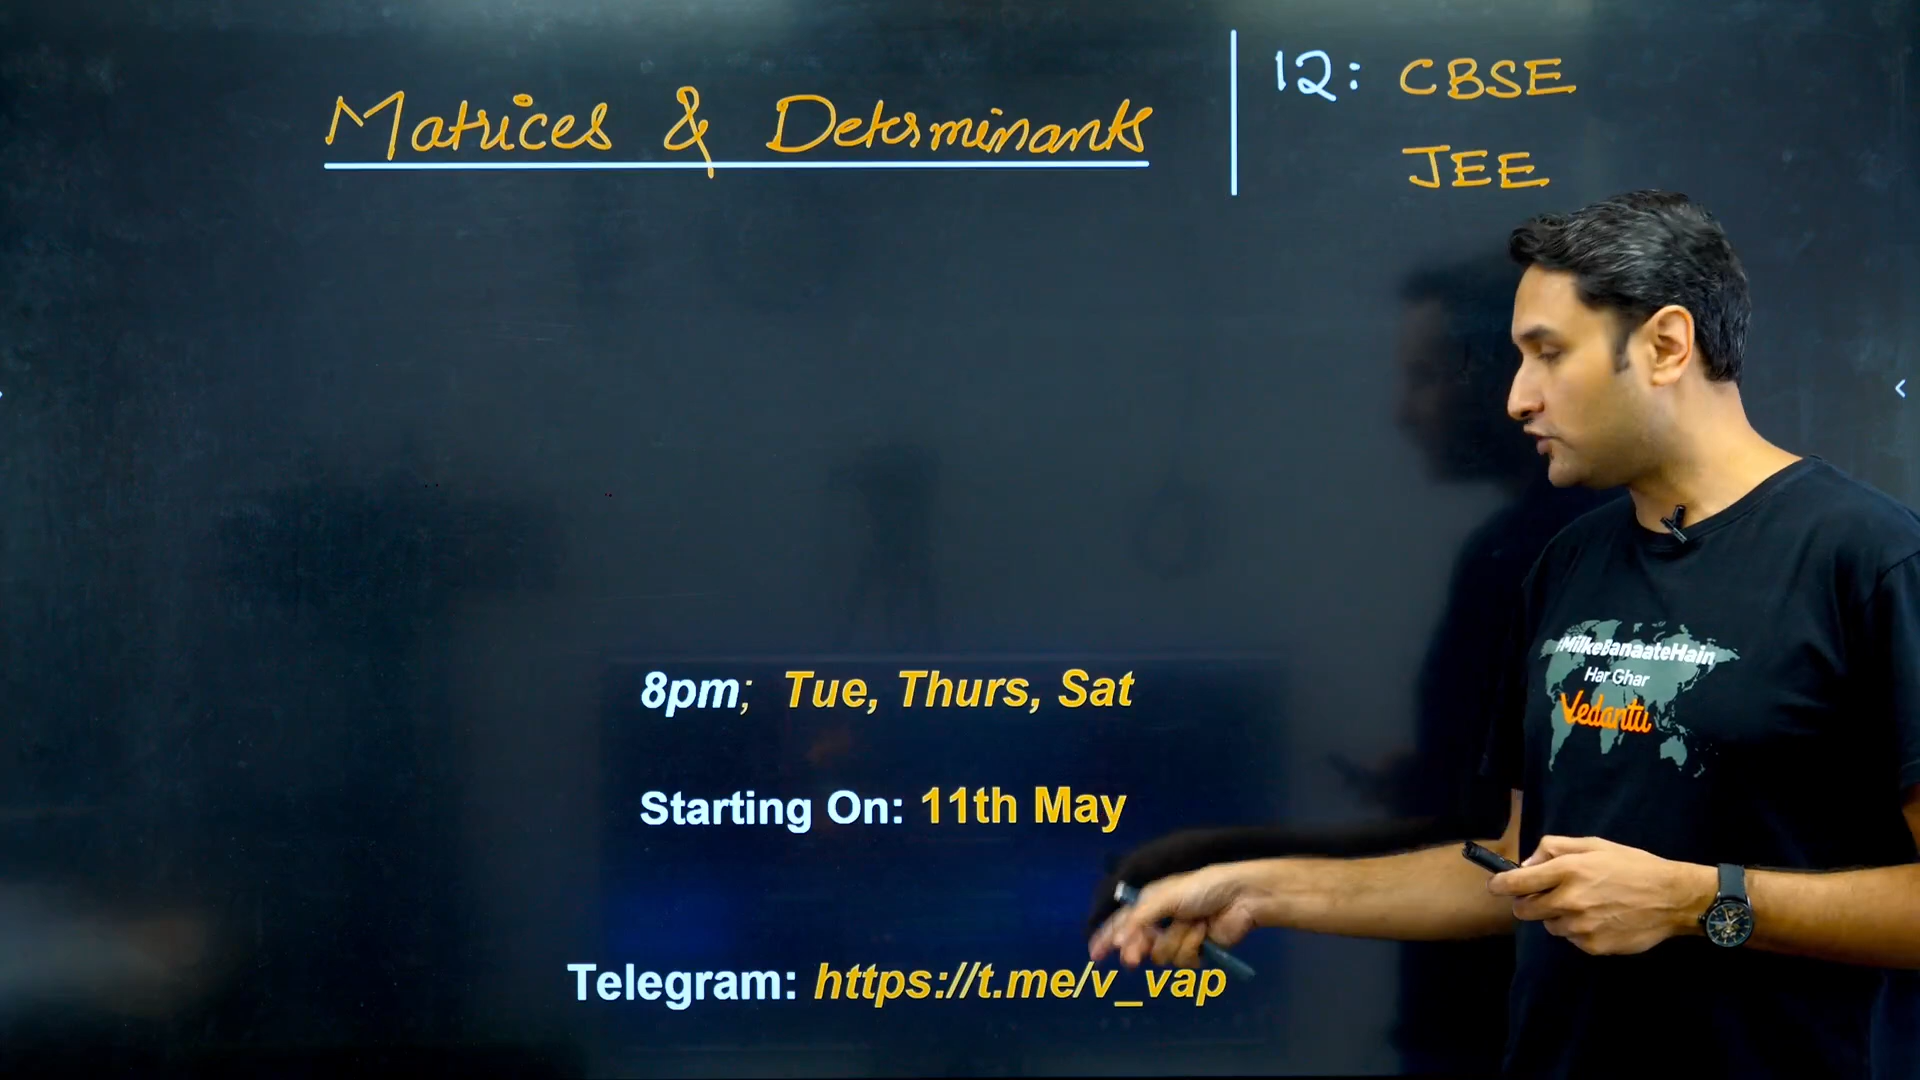 Matrices & Determinants
12: CBSE
JEE
8pm; Tue, Thurs, Sat
Starting On: 11th May
Telegram: https://t.me/v_vap
#MilkeBanaateHain
Har Ghar
Vedantu